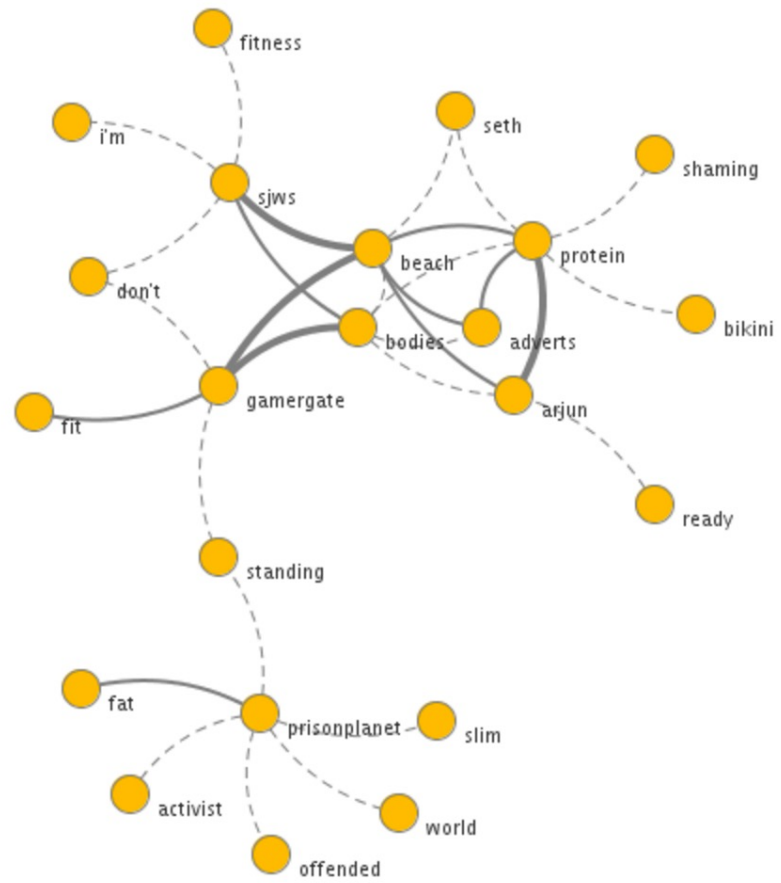 fitness
seth
i'm
shaming
sjws
protein
beach
don't
bikini
bodies
adverts
gamergate
arjun
fit
ready
standing
fat
prisonplanet
slim
activist
world
offended